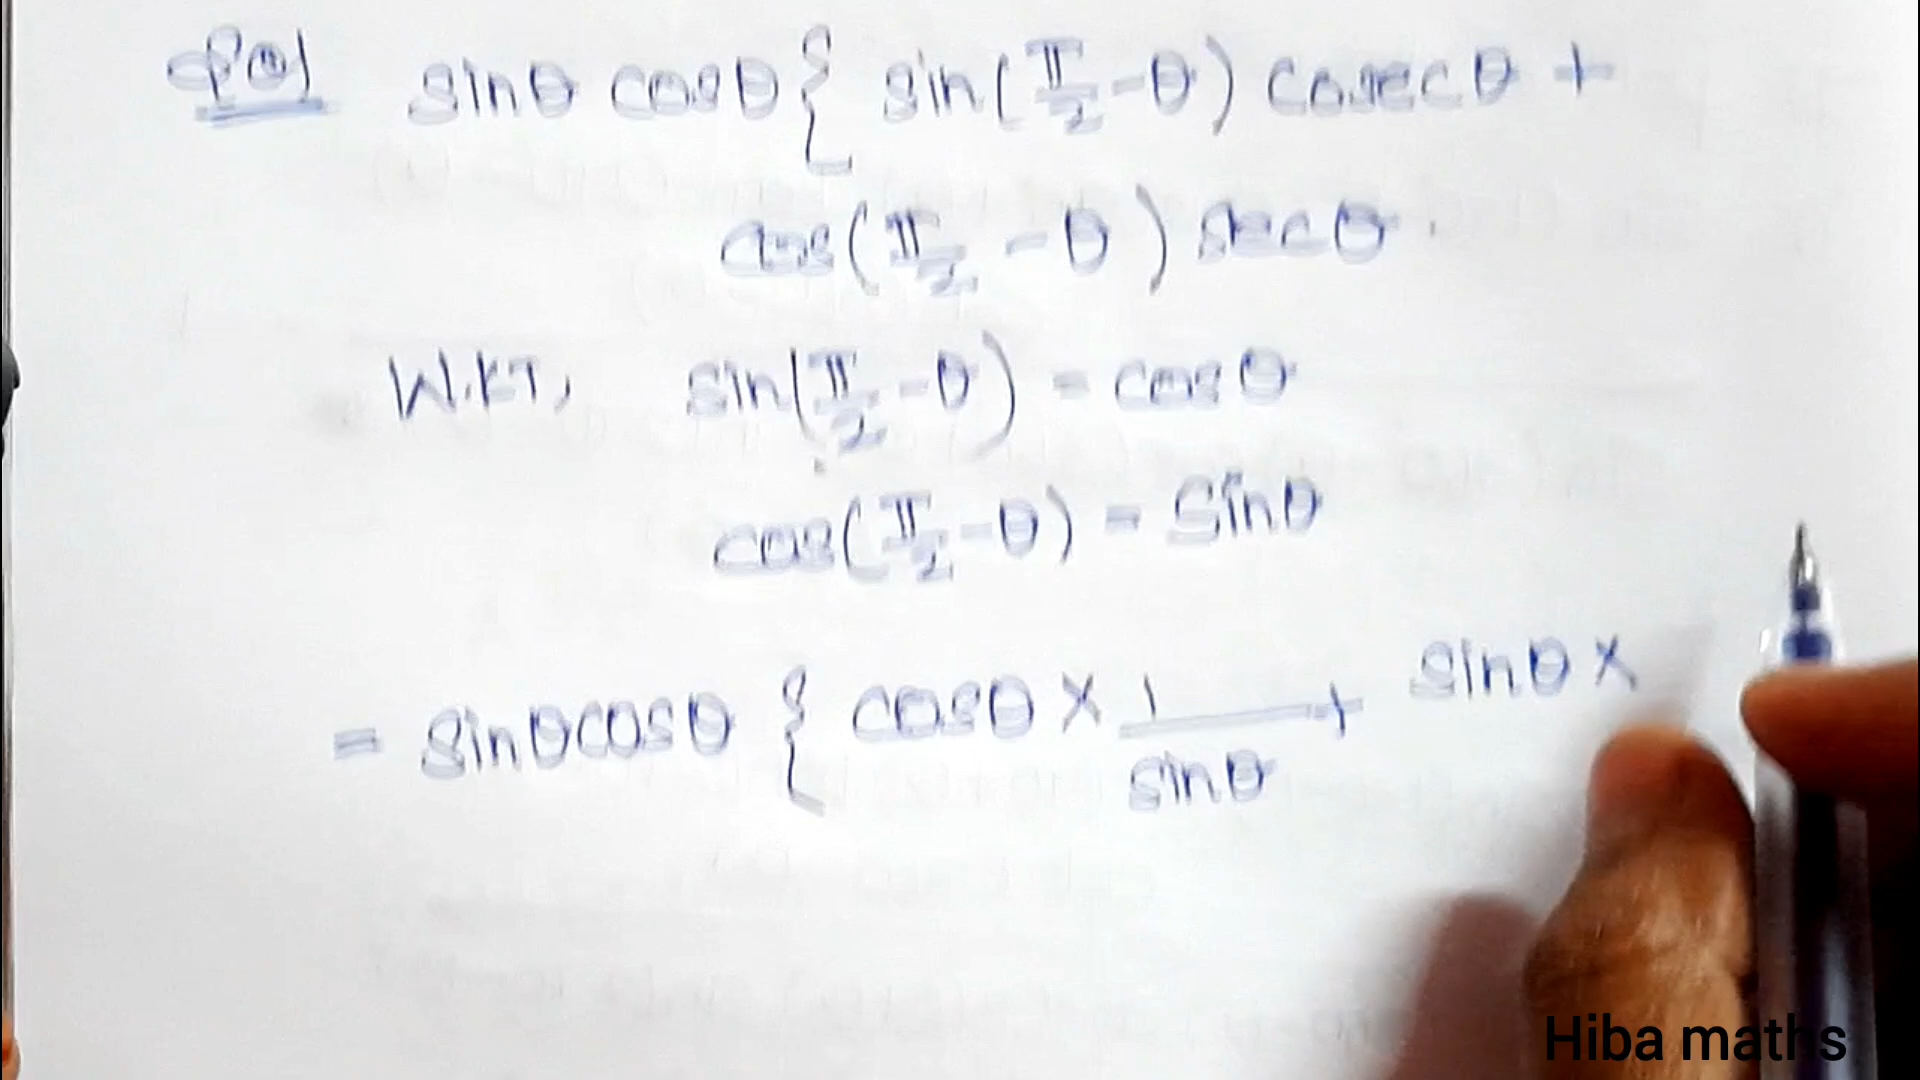 sinθ cosθ { sin(π/2 - θ) cosecθ +
cos(π/2 - θ) secθ.
W.K.T, sin(π/2 - θ) = cosθ
cos(π/2 - θ) = sinθ
= sinθcosθ { cosθ × 1/sinθ + sinθ ×
Hiba maths